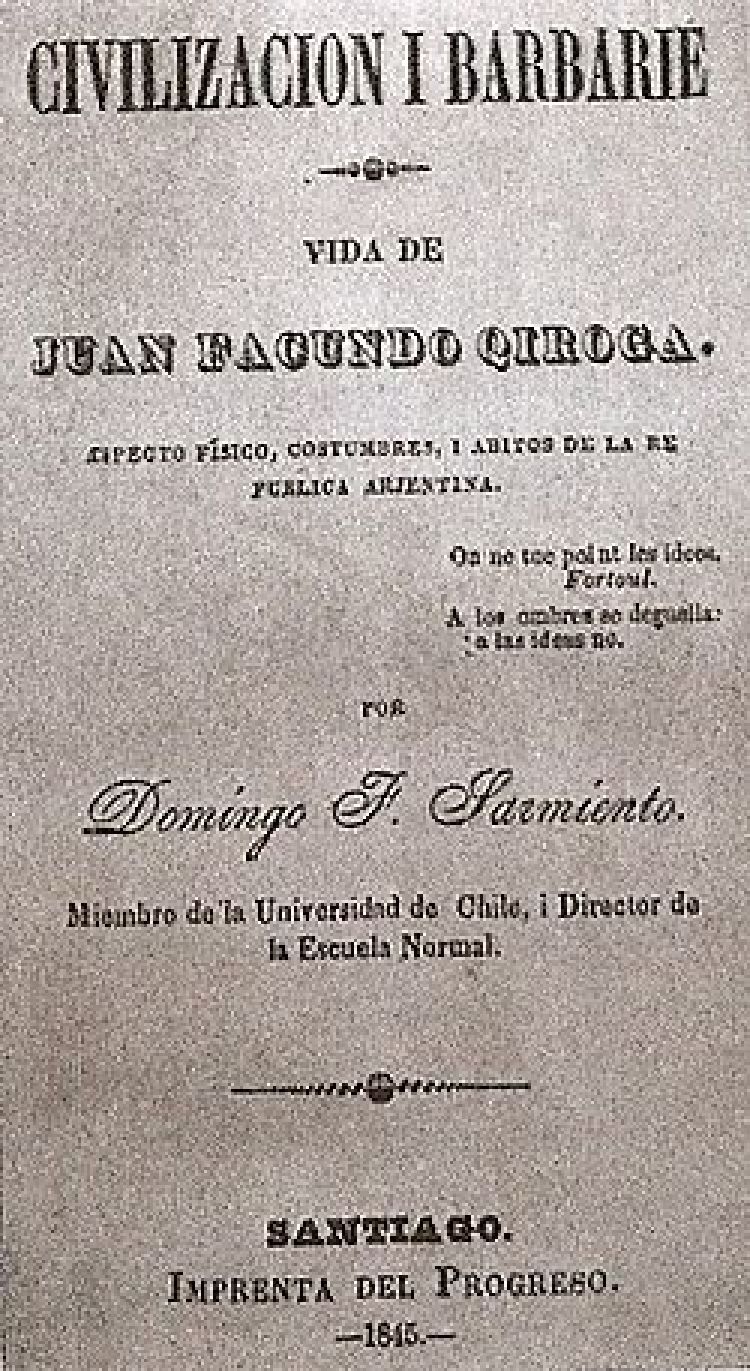 CIVILIZACION I BARBARIE
VIDA DE
JUAN FACUNDO QIROGA.
ASPECTO FÍSICO, COSTUMBRES, I ABITOS DE LA RE
PUBLICA ARJENTINA.
On ne tue point les idees.
Fortoul.
A los ombres se deguella:
a las ideas no.
POR
Domingo F. Sarmiento.
Miembro de la Universidad de Chile, i Director de
la Escuela Normal.
SANTIAGO.
IMPRENTA DEL PROGRESO.
—1845.—